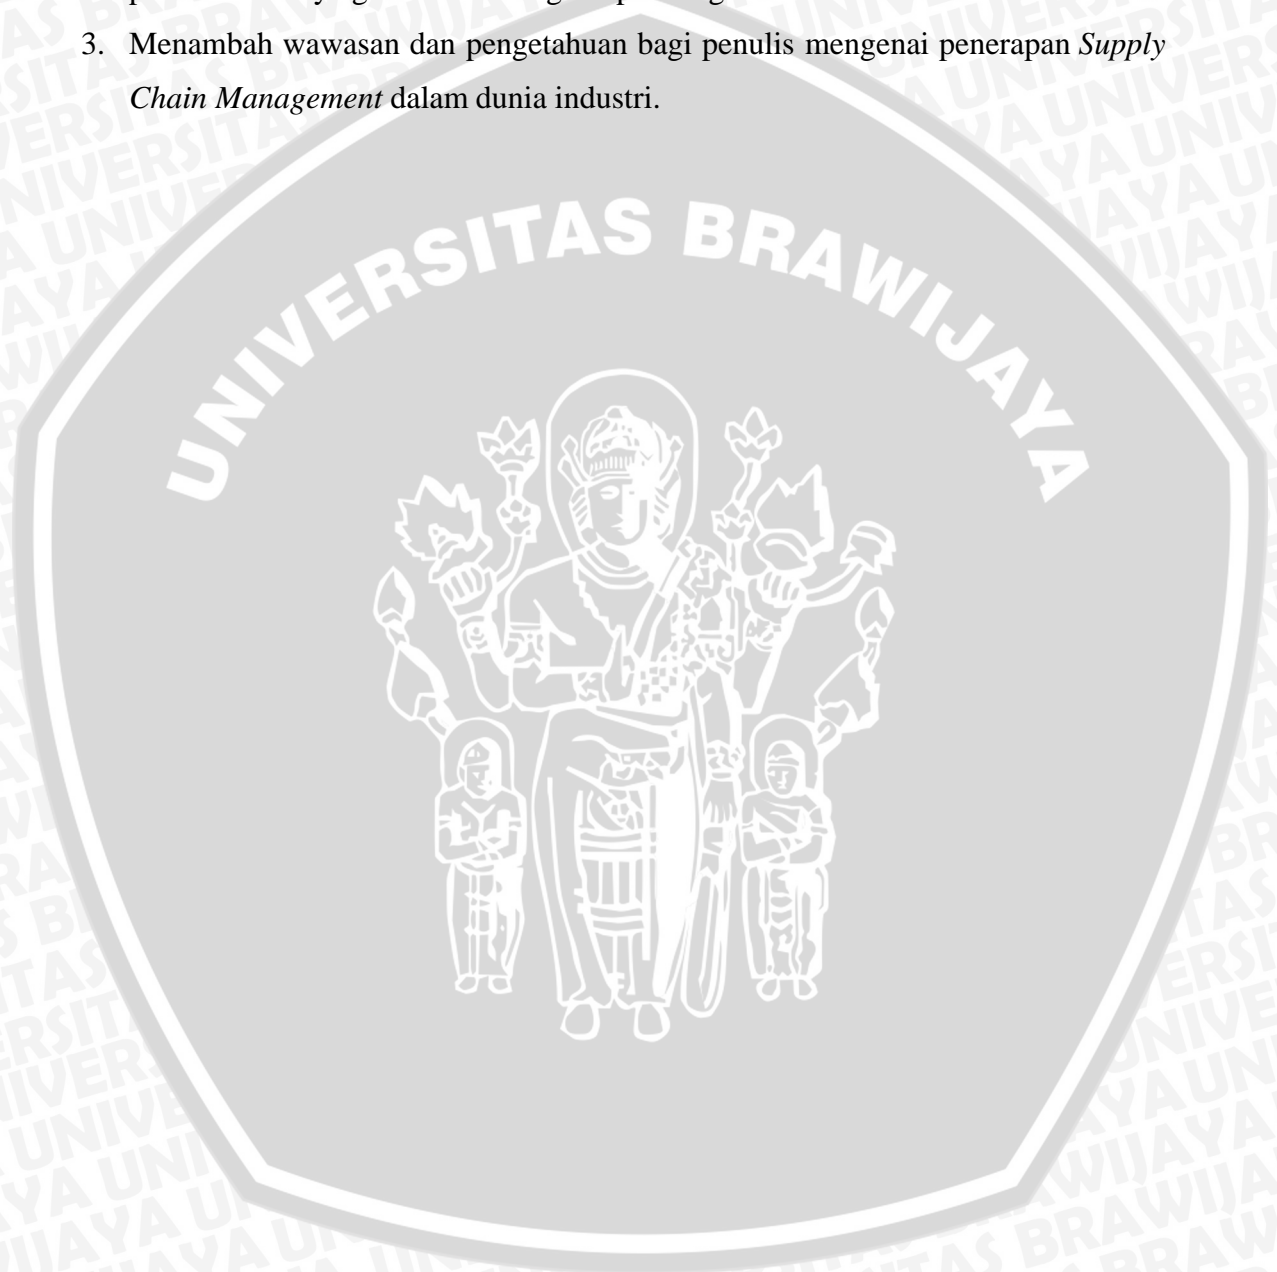 3. Menambah wawasan dan pengetahuan bagi penulis mengenai penerapan Supply
Chain Management dalam dunia industri.
UNIVERSITAS BRAWIJAYA